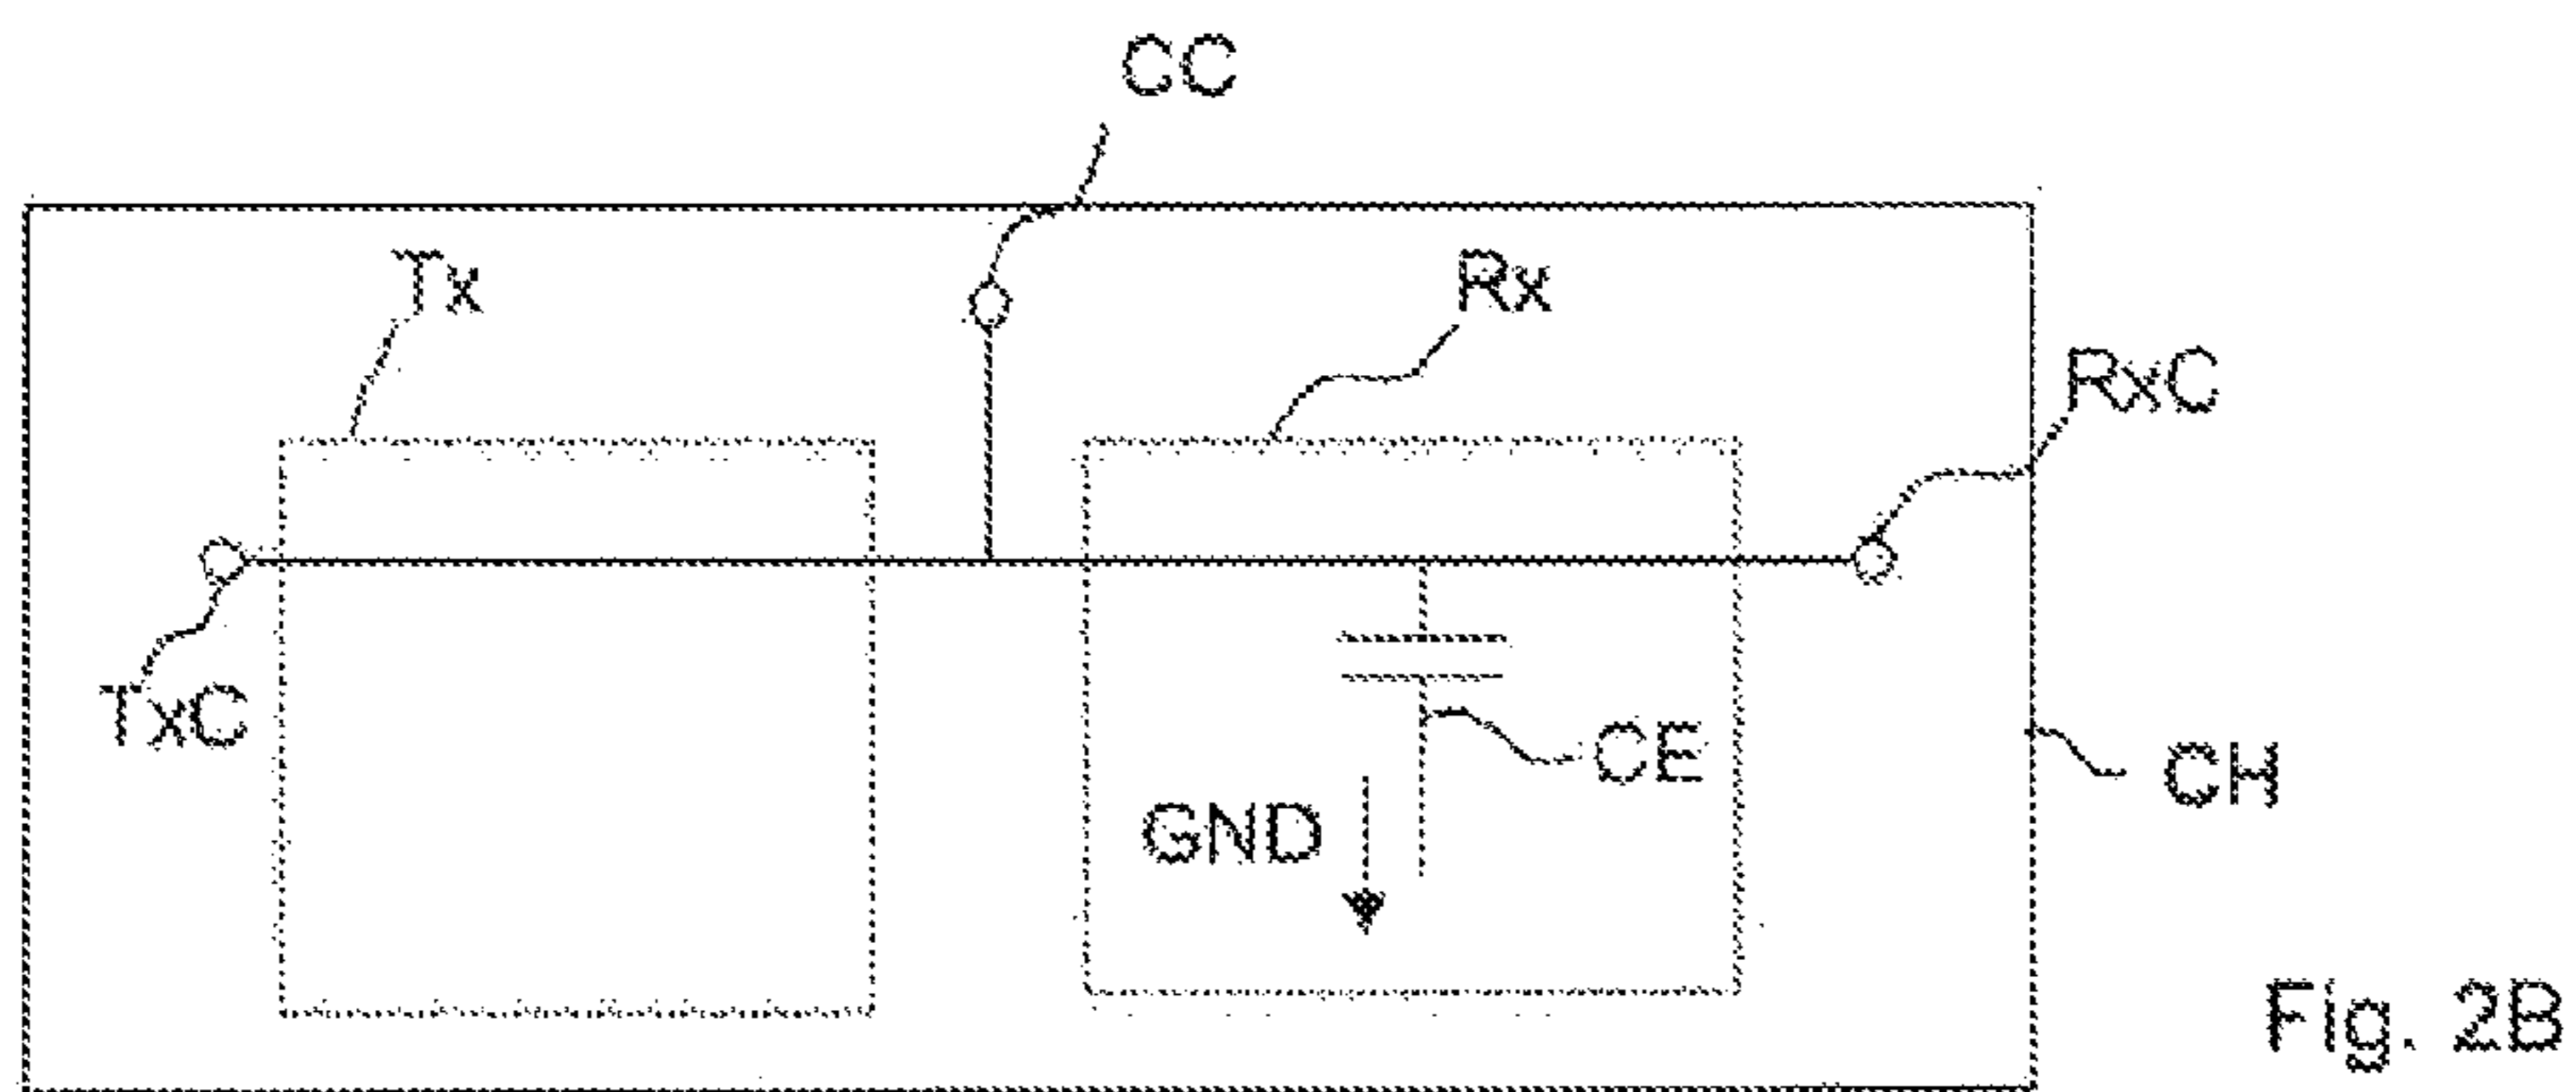 CC
Tx
Rx
RxC
TxC
CE
CH
GND
Fig. 2B